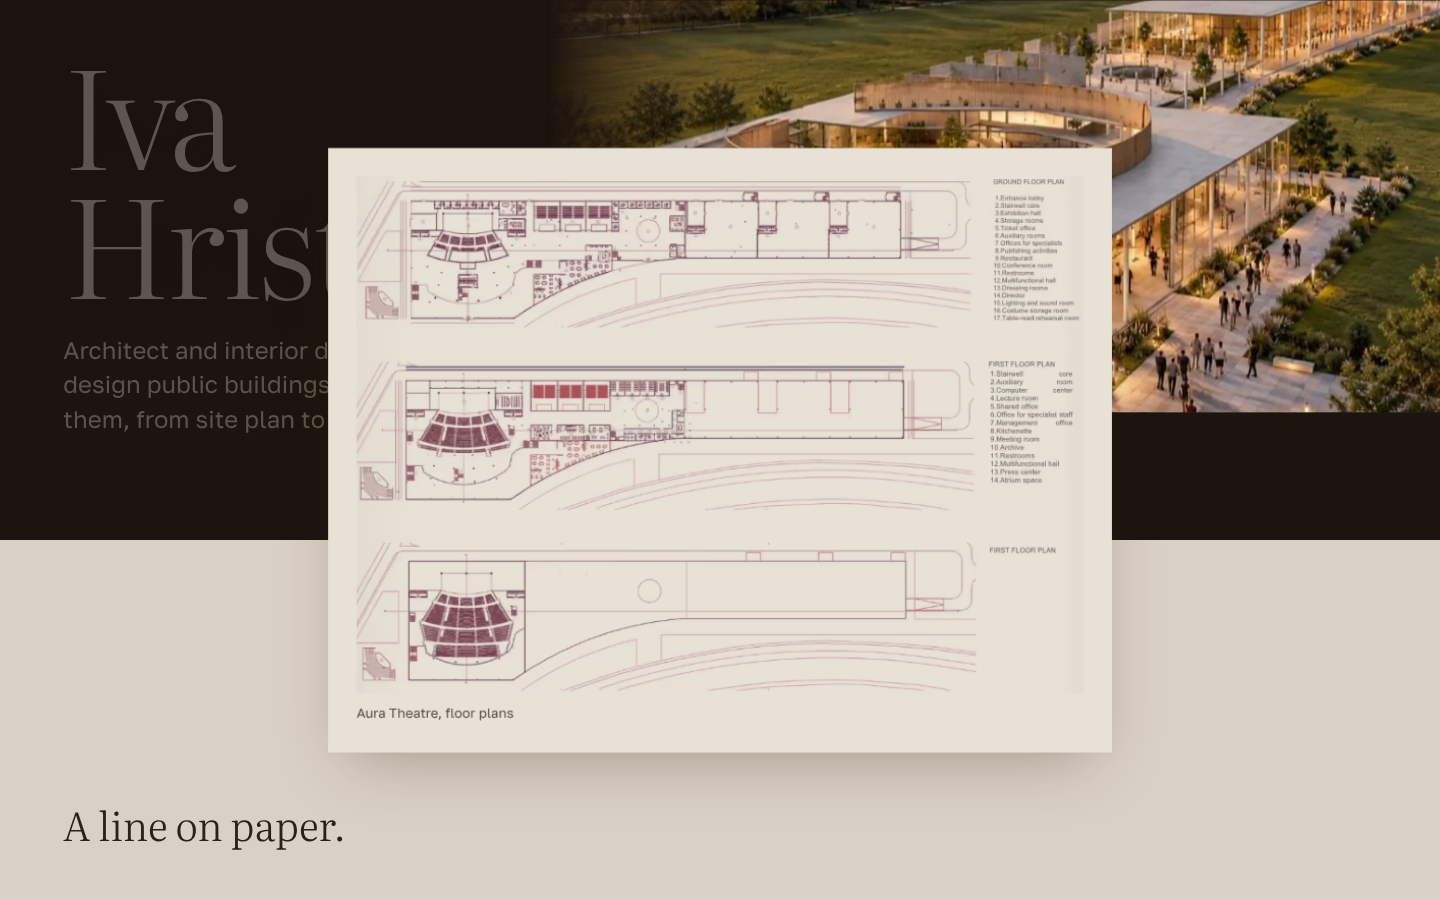 Iva
Hrist
Architect and interior d
design public buildings
them, from site plan to
GROUND FLOOR PLAN
1.Entrance lobby
2.Stairwell core
3.Exhibition hall
4.Storage rooms
5.Ticket office
6.Auxiliary rooms
7.Offices for specialists
8.Publishing activities
9.Restaurant
10.Conference room
11.Restrooms
12.Multifunctional hall
13.Dressing rooms
14.Director
15.Lighting and sound room
16.Costume storage room
17.Table-read rehearsal room
FIRST FLOOR PLAN
1.Stairwell core
2.Auxiliary room
3.Computer center
4.Lecture room
5.Shared office
6.Office for specialist staff
7.Management office
8.Kitchenette
9.Meeting room
10.Archive
11.Restrooms
12.Multifunctional hall
13.Press center
14.Atrium space
FIRST FLOOR PLAN
Aura Theatre, floor plans
A line on paper.